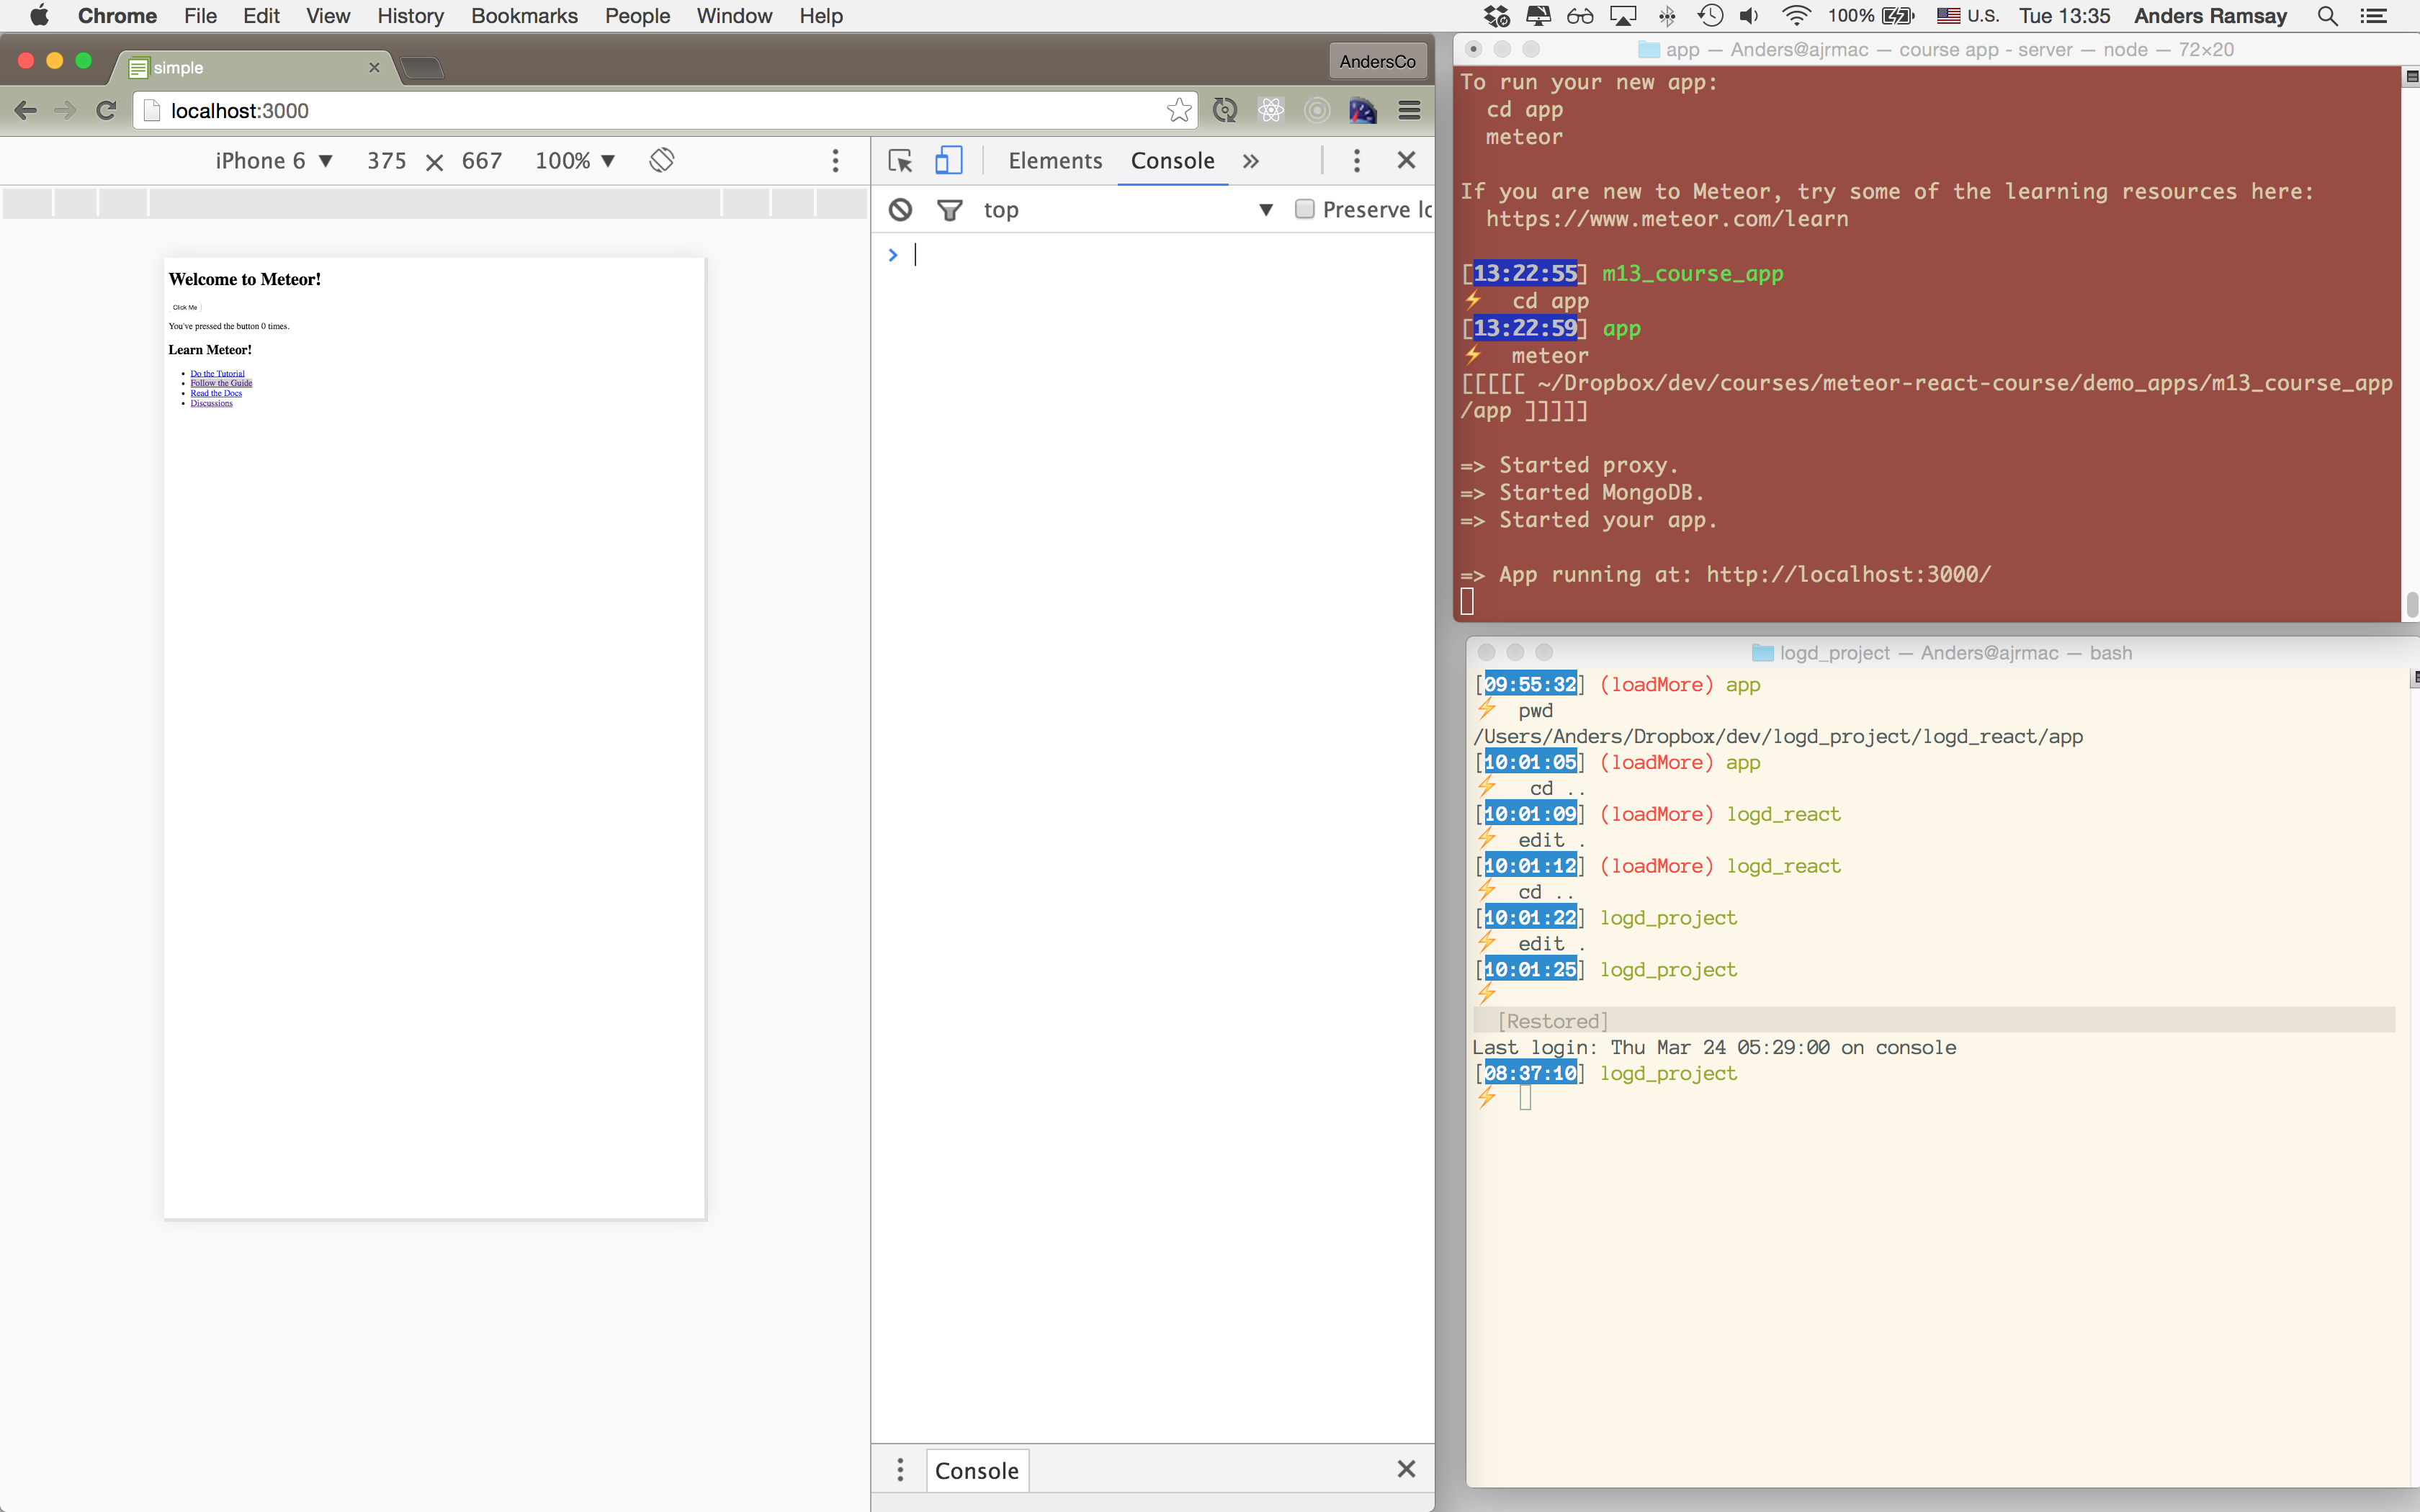 Chrome File Edit View History Bookmarks People Window Help 100% U.S. Tue 13:35 Anders Ramsay
simple
AndersCo
localhost:3000
iPhone 6 ▼ 375 × 667 100% ▼
Elements Console »
top ▼ Preserve lo
Welcome to Meteor!
Click Me
You've pressed the button 0 times.
Learn Meteor!
Do the Tutorial
Follow the Guide
Read the Docs
Discussions
>
Console
app — Anders@ajrmac — course app - server — node — 72×20
To run your new app:
cd app
meteor
If you are new to Meteor, try some of the learning resources here:
https://www.meteor.com/learn
[13:22:55] m13_course_app
⚡ cd app
[13:22:59] app
⚡ meteor
[[[[[ ~/Dropbox/dev/courses/meteor-react-course/demo_apps/m13_course_app
/app ]]]]]
=> Started proxy.
=> Started MongoDB.
=> Started your app.
=> App running at: http://localhost:3000/
logd_project — Anders@ajrmac — bash
[09:55:32] (loadMore) app
⚡ pwd
/Users/Anders/Dropbox/dev/logd_project/logd_react/app
[10:01:05] (loadMore) app
⚡ cd ..
[10:01:09] (loadMore) logd_react
⚡ edit .
[10:01:12] (loadMore) logd_react
⚡ cd ..
[10:01:22] logd_project
⚡ edit .
[10:01:25] logd_project
⚡
[Restored]
Last login: Thu Mar 24 05:29:00 on console
[08:37:10] logd_project
⚡